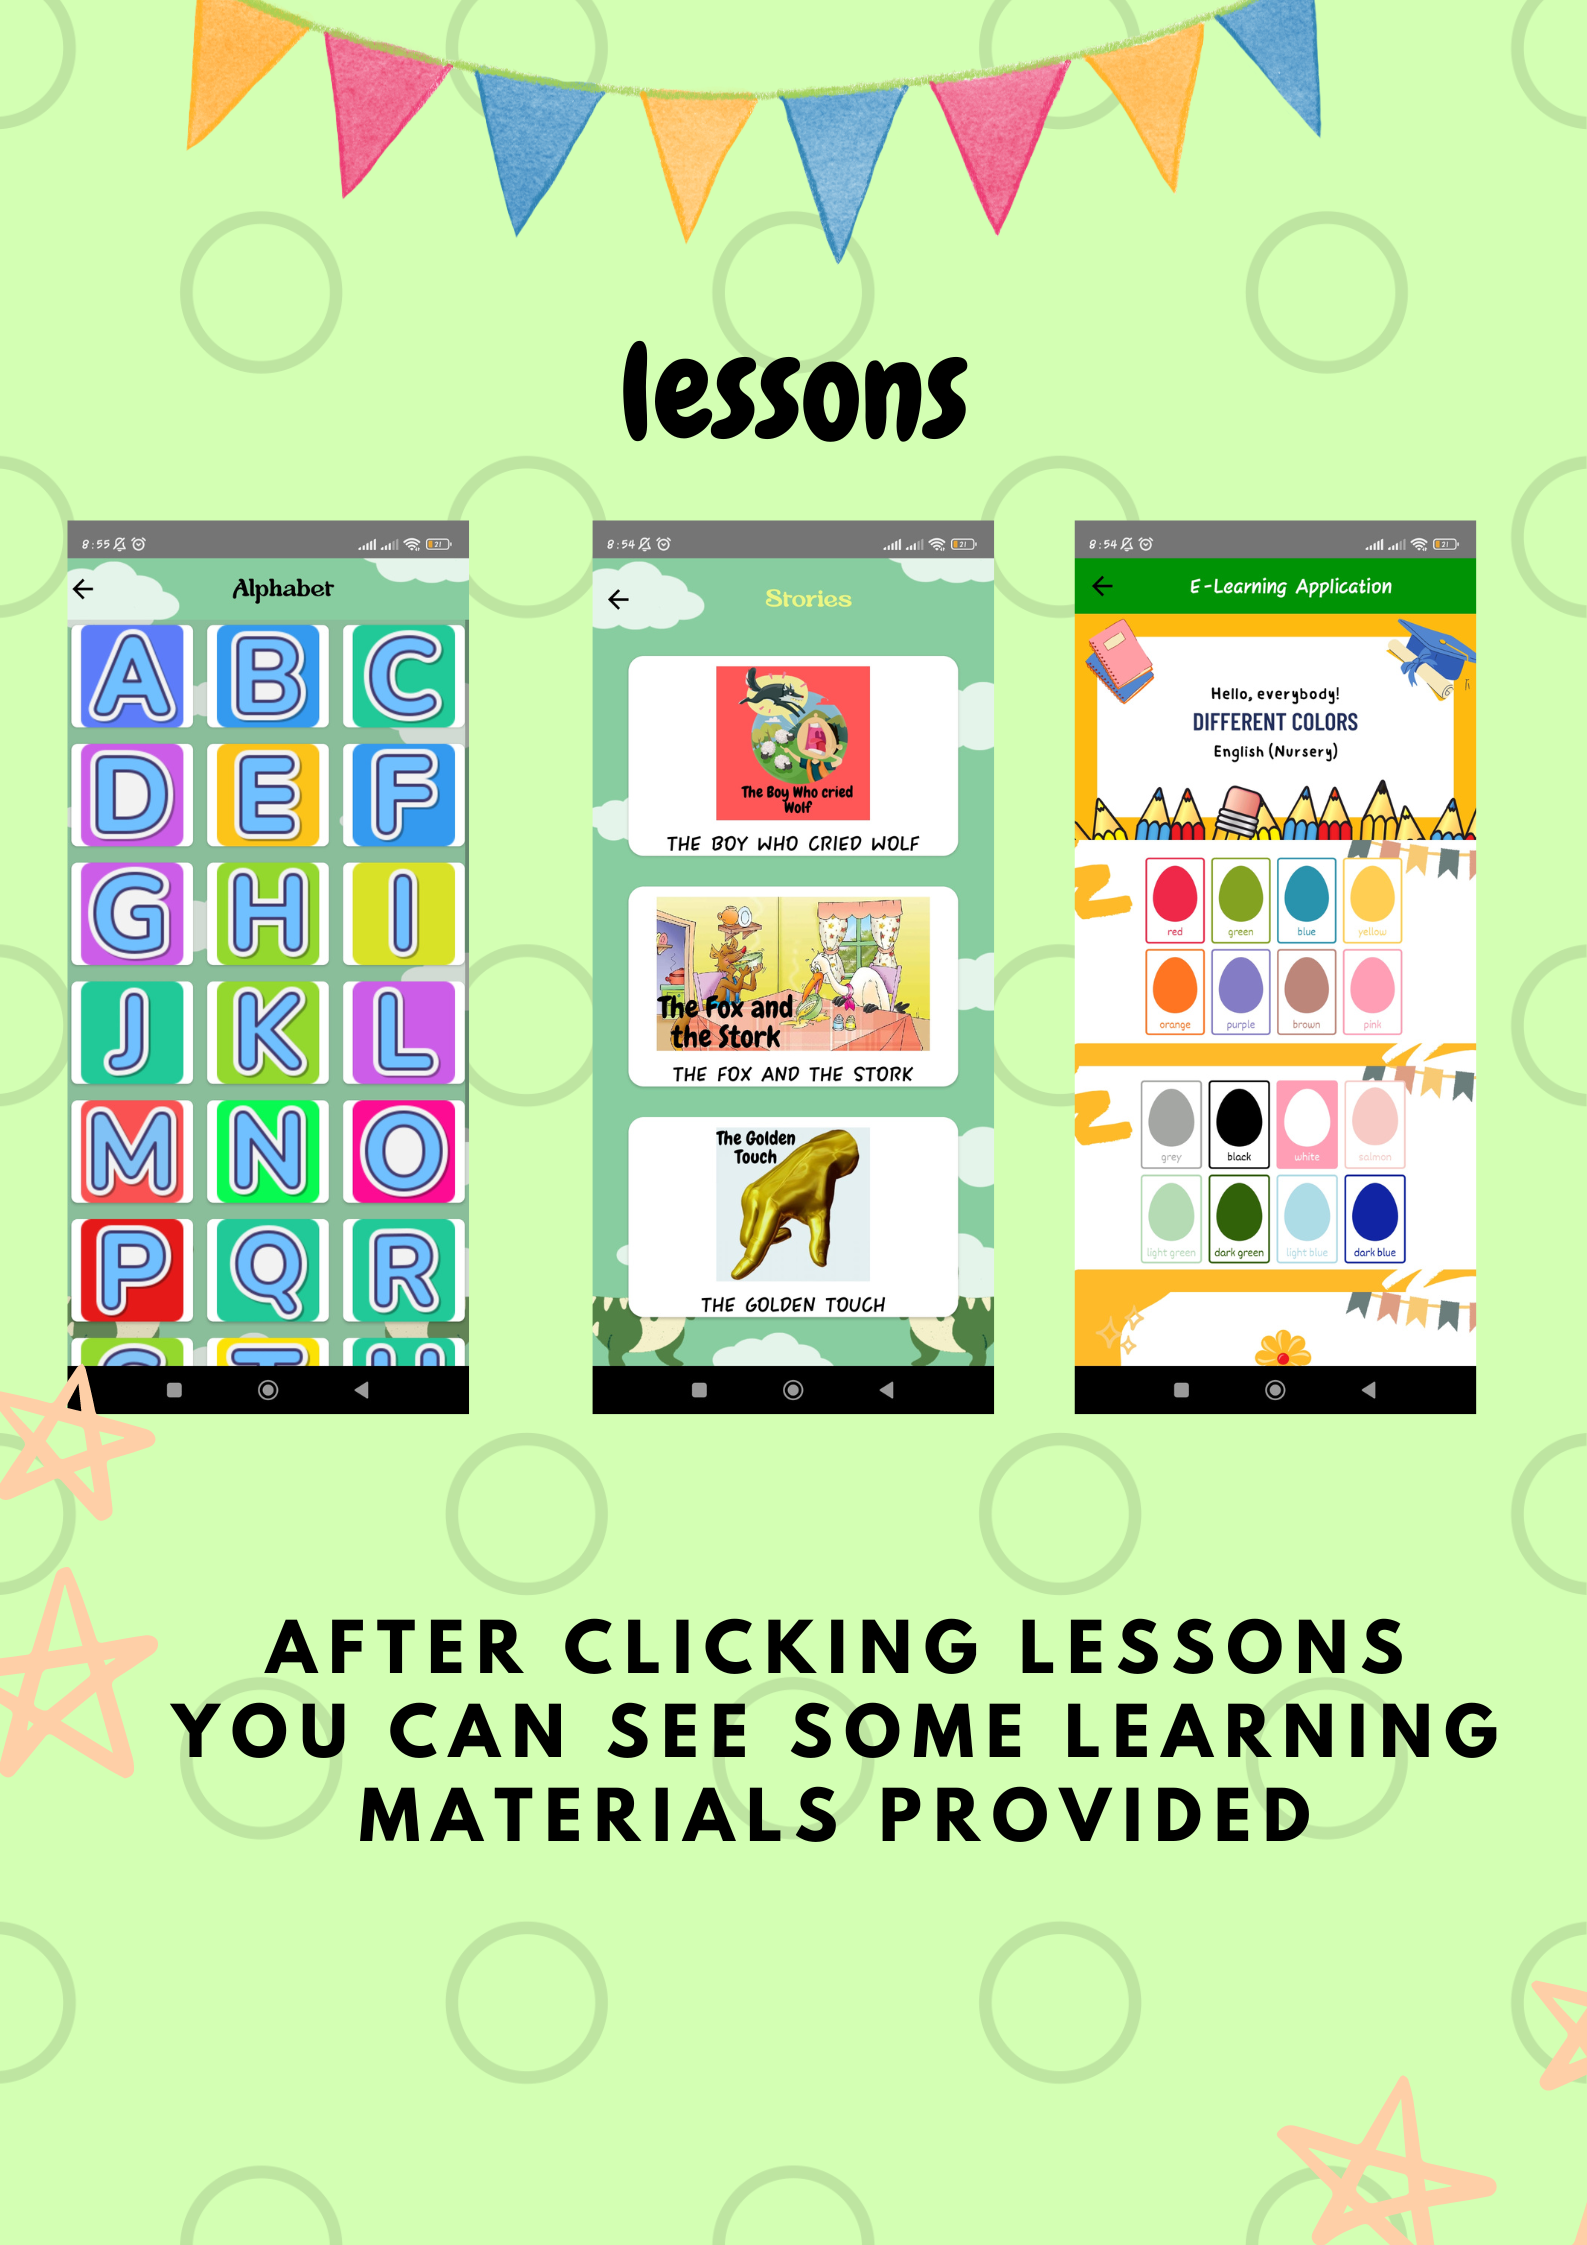 lessons
8:55
21
Alphabet
A B C
D E F
G H I
J K L
M N O
P Q R
8:54
21
Stories
The Boy Who cried
Wolf
THE BOY WHO CRIED WOLF
The Fox and
the Stork
THE FOX AND THE STORK
The Golden
Touch
THE GOLDEN TOUCH
8:54
21
E-Learning Application
Hello, everybody!
DIFFERENT COLORS
English (Nursery)
red green blue yellow
orange purple brown pink
grey black white salmon
light green dark green light blue dark blue
AFTER CLICKING LESSONS
YOU CAN SEE SOME LEARNING
MATERIALS PROVIDED